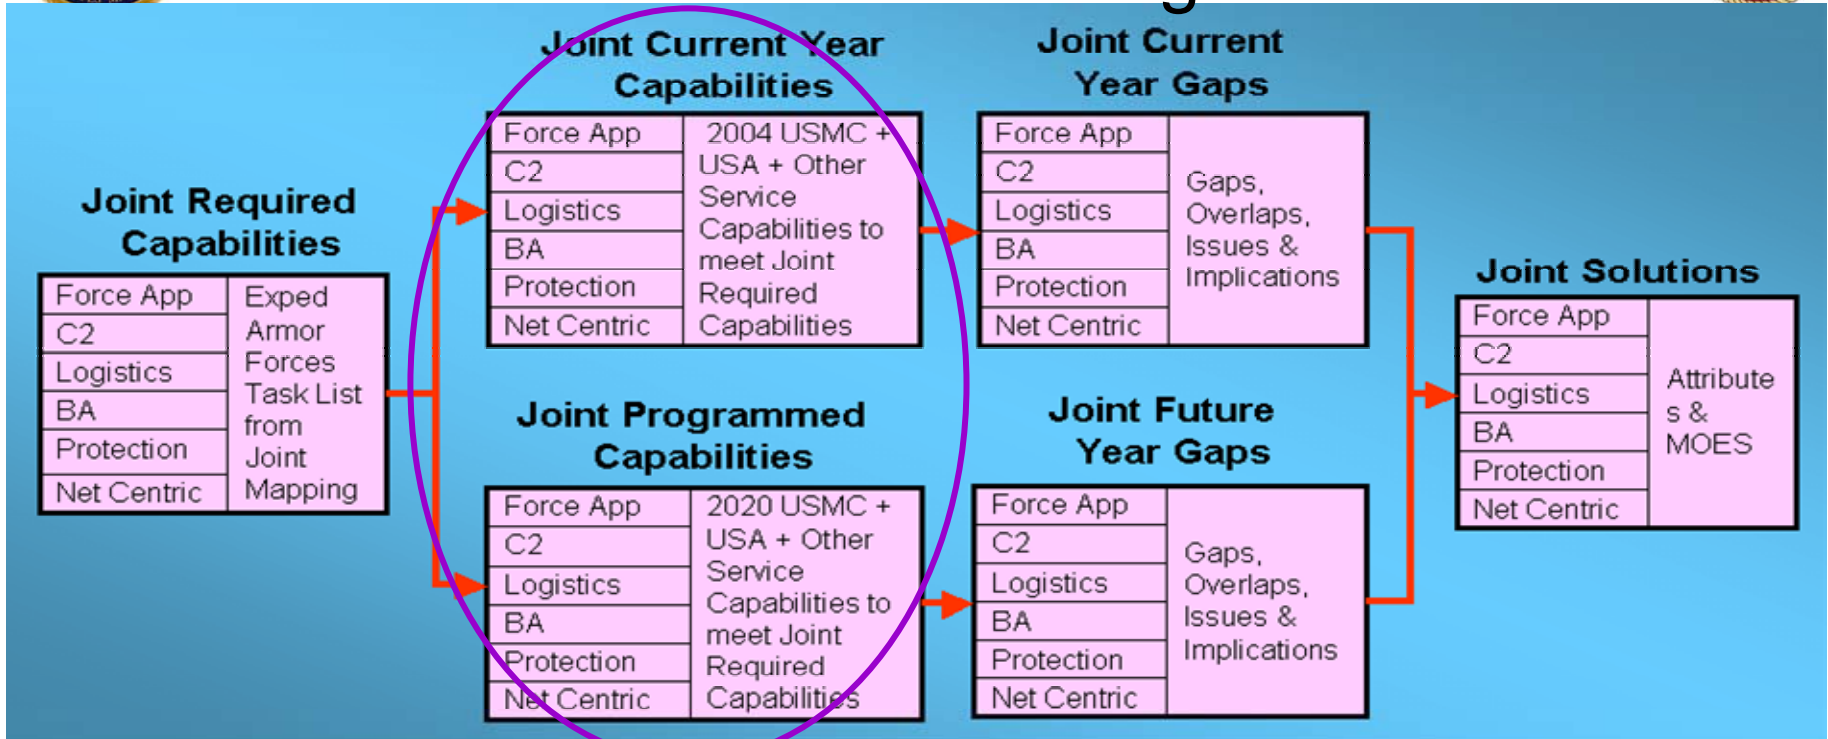 Joint Required
Capabilities
Force App
C2
Logistics
BA
Protection
Net Centric
Exped
Armor
Forces
Task List
from
Joint
Mapping
Joint Current Year
Capabilities
Force App
C2
Logistics
BA
Protection
Net Centric
2004 USMC +
USA + Other
Service
Capabilities to
meet Joint
Required
Capabilities
Joint Programmed
Capabilities
Force App
C2
Logistics
BA
Protection
Net Centric
2020 USMC +
USA + Other
Service
Capabilities to
meet Joint
Required
Capabilities
Joint Current
Year Gaps
Force App
C2
Logistics
BA
Protection
Net Centric
Gaps,
Overlaps,
Issues &
Implications
Joint Future
Year Gaps
Force App
C2
Logistics
BA
Protection
Net Centric
Gaps,
Overlaps,
Issues &
Implications
Joint Solutions
Force App
C2
Logistics
BA
Protection
Net Centric
Attribute
s &
MOES